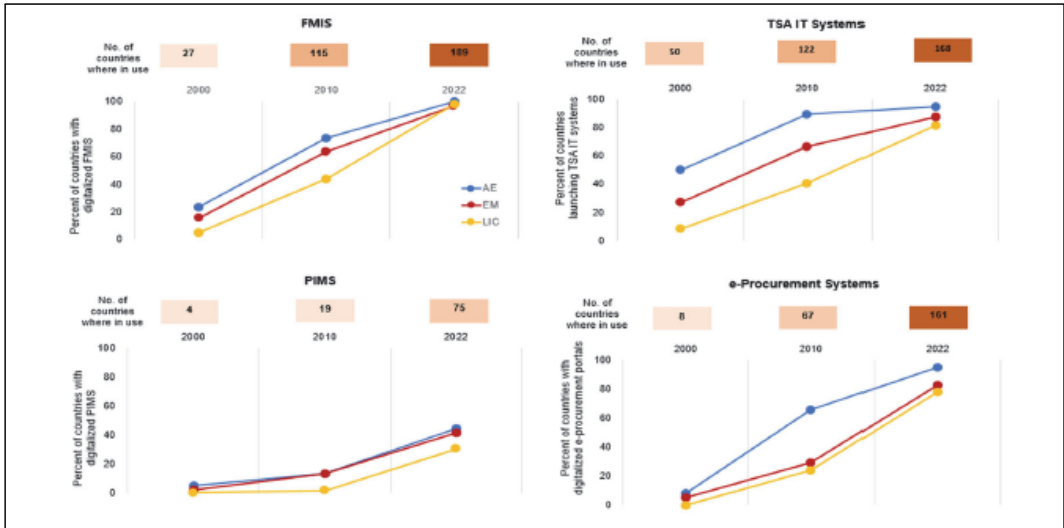 FMIS
No. of
countries
where in use
27 115 189
2000 2010 2022
Percent of countries with
digitalized FMIS
100
80
60
40
20
0
AE
EM
LIC
TSA IT Systems
No. of
countries
where in use
50 122 168
2000 2010 2022
Percent of countries
launching TSA IT systems
100
80
60
40
20
0
PIMS
No. of
countries
where in use
4 19 75
2000 2010 2022
Percent of countries with
digitalized PIMS
100
80
60
40
20
0
e-Procurement Systems
No. of
countries
where in use
8 67 161
2000 2010 2022
Percent of countries with
digitalized e-procurement portals
100
80
60
40
20
0